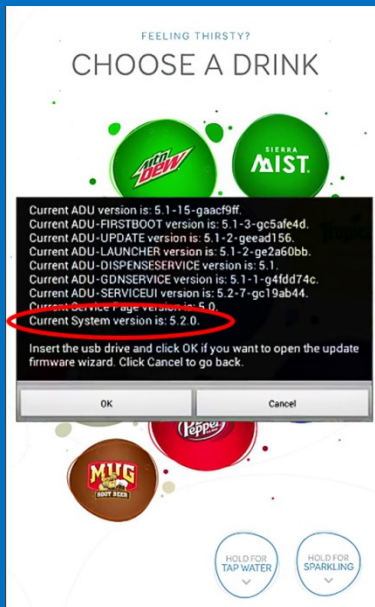 FEELING THIRSTY?
CHOOSE A DRINK
Mtn
DEW
SIERRA
MIST
Current ADU version is: 5.1-15-gaacf9ff.
Current ADU-FIRSTBOOT version is: 5.1-3-gc5afe4d.
Current ADU-UPDATE version is: 5.1-2-geead156.
Current ADU-LAUNCHER version is: 5.1-2-ge2a60bb.
Current ADU-DISPENSESERVICE version is: 5.1.
Current ADU-GDNSERVICE version is: 5.1-1-g4fdd74c.
Current ADU-SERVICEUI version is: 5.2-7-gc19ab44.
Current Service Page version is: 5.0.
Current System version is: 5.2.0.
Insert the usb drive and click OK if you want to open the update
firmware wizard. Click Cancel to go back.
OK
Cancel
Pepper
MUG
ROOT BEER
HOLD FOR
TAP WATER
HOLD FOR
SPARKLING